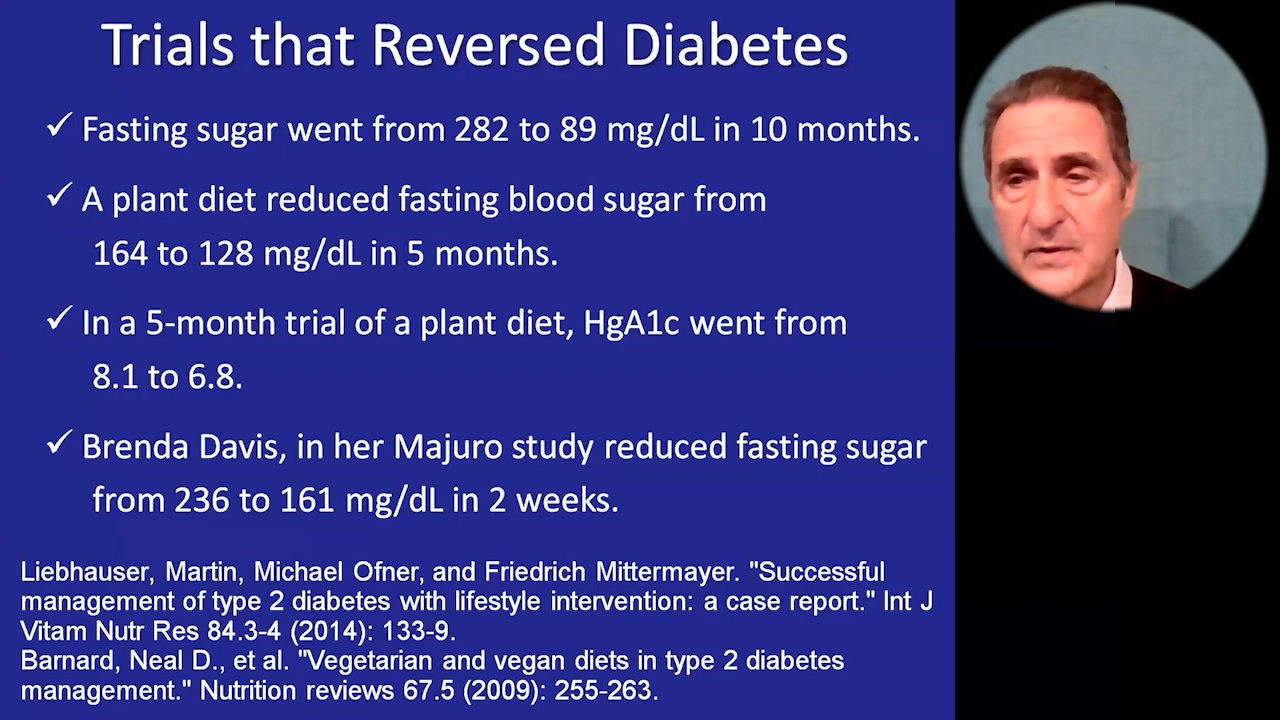 Trials that Reversed Diabetes
✓ Fasting sugar went from 282 to 89 mg/dL in 10 months.
✓ A plant diet reduced fasting blood sugar from
164 to 128 mg/dL in 5 months.
✓ In a 5-month trial of a plant diet, HgA1c went from
8.1 to 6.8.
✓ Brenda Davis, in her Majuro study reduced fasting sugar
from 236 to 161 mg/dL in 2 weeks.
Liebhauser, Martin, Michael Ofner, and Friedrich Mittermayer. "Successful
management of type 2 diabetes with lifestyle intervention: a case report." Int J
Vitam Nutr Res 84.3-4 (2014): 133-9.
Barnard, Neal D., et al. "Vegetarian and vegan diets in type 2 diabetes
management." Nutrition reviews 67.5 (2009): 255-263.